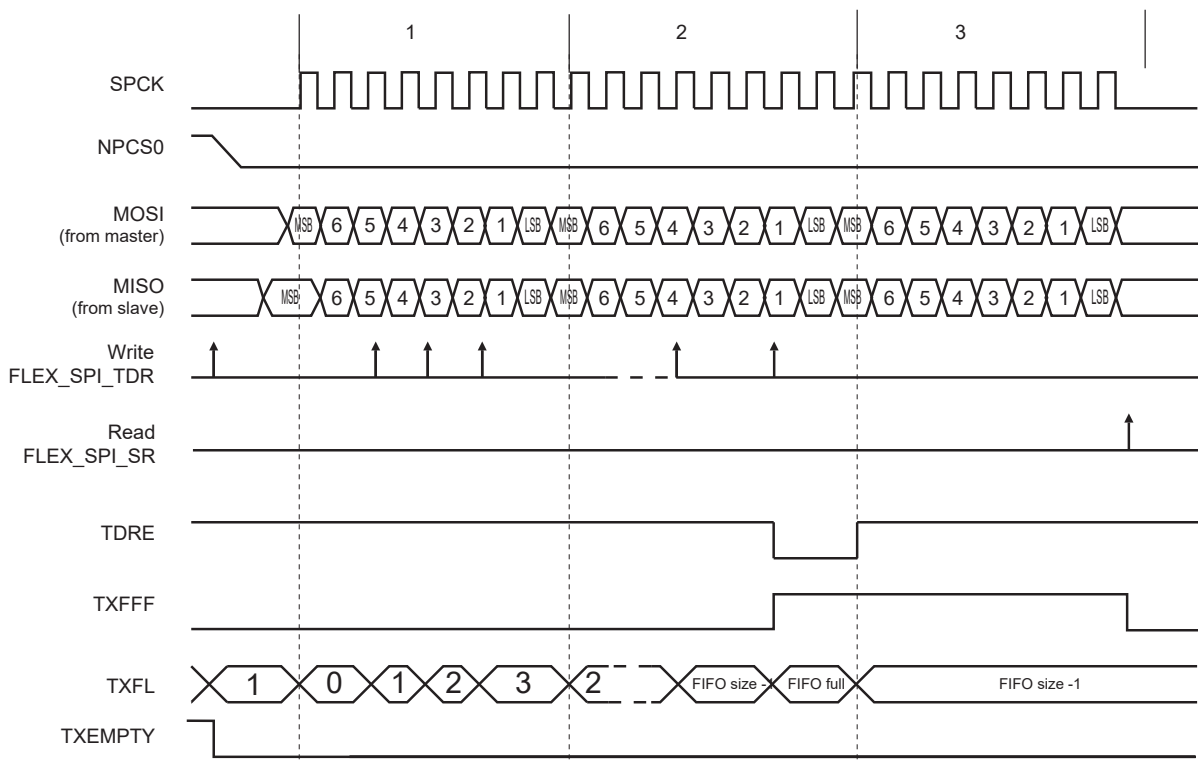 1 2 3
SPCK
NPCS0
MOSI
(from master)
MSB 6 5 4 3 2 1 LSB MSB 6 5 4 3 2 1 LSB MSB 6 5 4 3 2 1 LSB
MISO
(from slave)
MSB 6 5 4 3 2 1 LSB MSB 6 5 4 3 2 1 LSB MSB 6 5 4 3 2 1 LSB
Write
FLEX_SPI_TDR
Read
FLEX_SPI_SR
TDRE
TXFFF
TXFL
1 0 1 2 3 2 FIFO size -1 FIFO full FIFO size -1
TXEMPTY